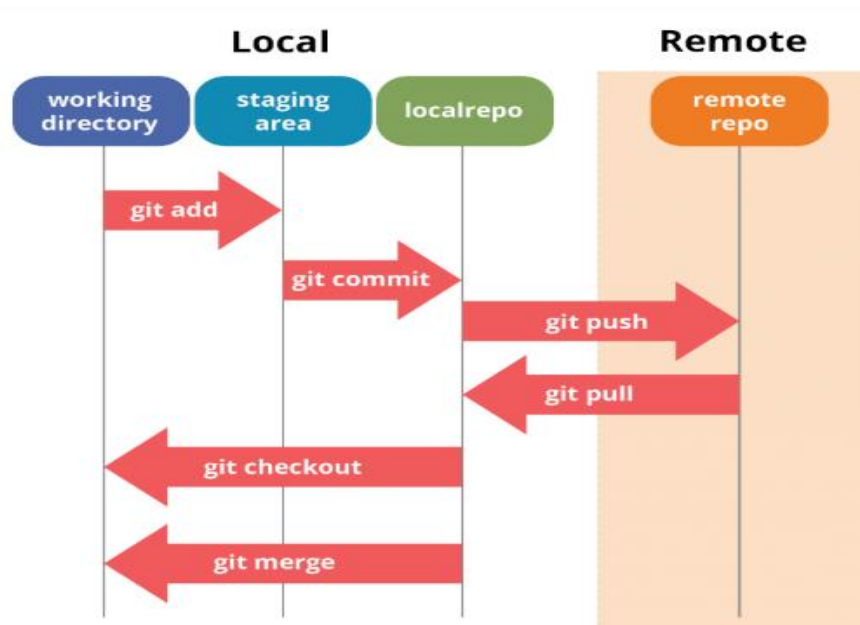 Local
Remote
working
directory
staging
area
localrepo
remote
repo
git add
git commit
git push
git pull
git checkout
git merge